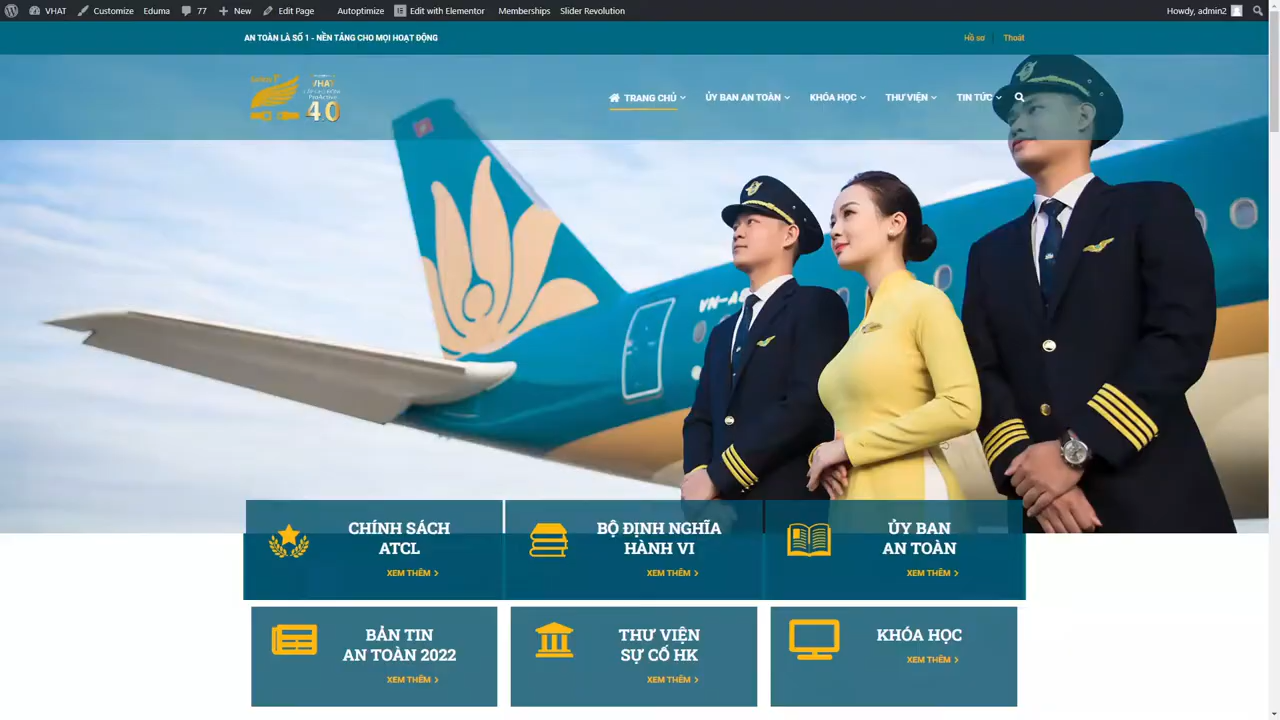 VHAT
Customize
Eduma
77
New
Edit Page
Autoptimize
Edit with Elementor
Memberships
Slider Revolution
Howdy, admin2
AN TOÀN LÀ SỐ 1 - NỀN TẢNG CHO MỌI HOẠT ĐỘNG
Hồ sơ
Thoát
VHAT
4.0
TRANG CHỦ
ỦY BAN AN TOÀN
KHÓA HỌC
THƯ VIỆN
TIN TỨC
CHÍNH SÁCH
ATCL
XEM THÊM
BỘ ĐỊNH NGHĨA
HÀNH VI
XEM THÊM
ỦY BAN
AN TOÀN
XEM THÊM
BẢN TIN
AN TOÀN 2022
XEM THÊM
THƯ VIỆN
SỰ CỐ HK
XEM THÊM
KHÓA HỌC
XEM THÊM